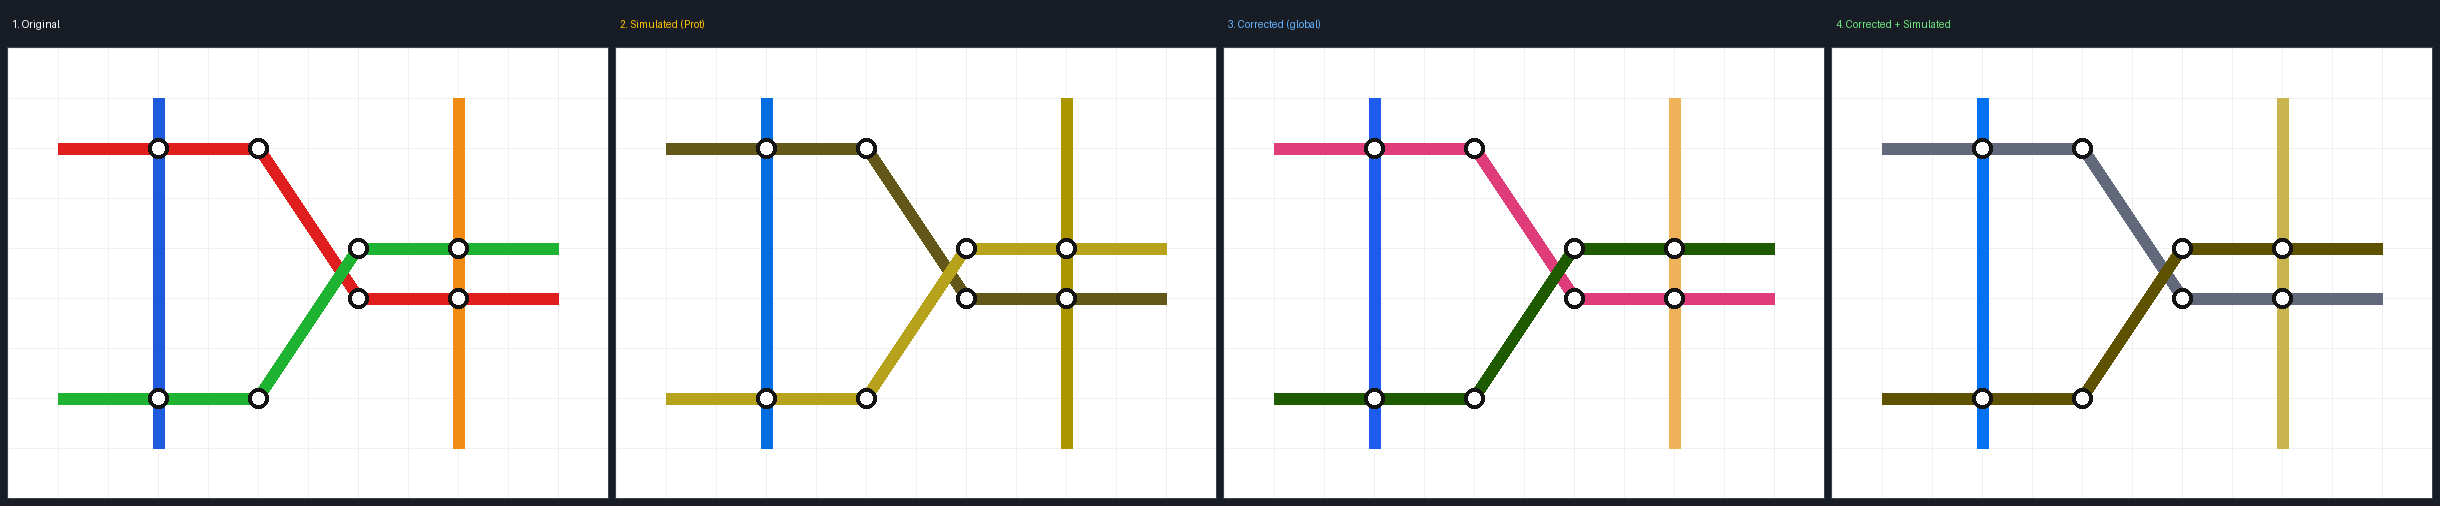 1. Original
2. Simulated (Prot)
3. Corrected (global)
4. Corrected + Simulated